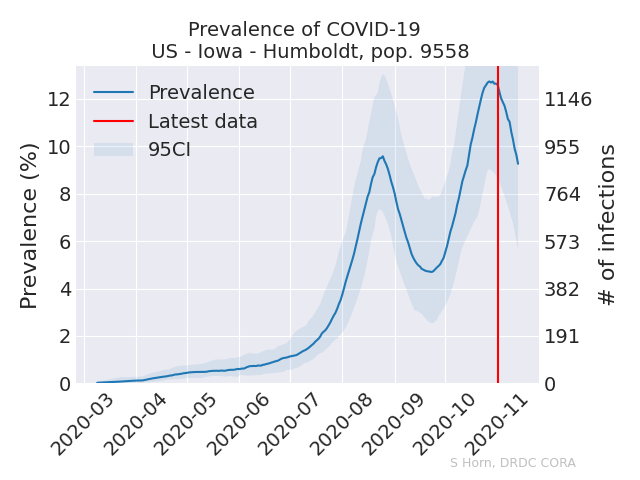 Prevalence of COVID-19
US - Iowa - Humboldt, pop. 9558
Prevalence
Latest data
95CI
Prevalence (%)
12
10
8
6
4
2
0
1146
955
764
573
382
191
0
# of infections
2020-03
2020-04
2020-05
2020-06
2020-07
2020-08
2020-09
2020-10
2020-11
S Horn, DRDC CORA